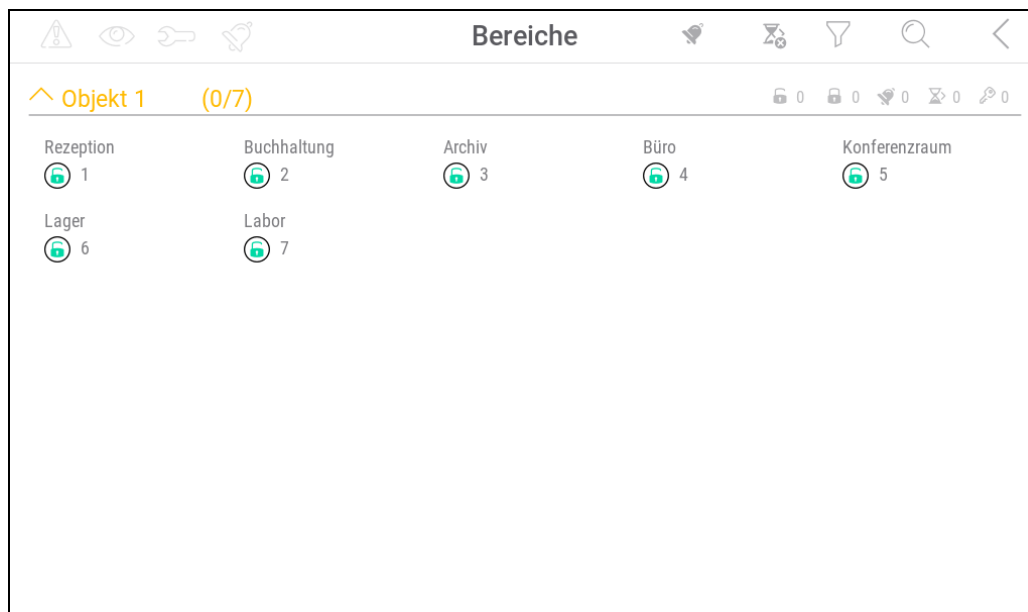 Bereiche
Objekt 1 (0/7) 0 0 0 0 0
Rezeption Buchhaltung Archiv Büro Konferenzraum
1 2 3 4 5
Lager Labor
6 7